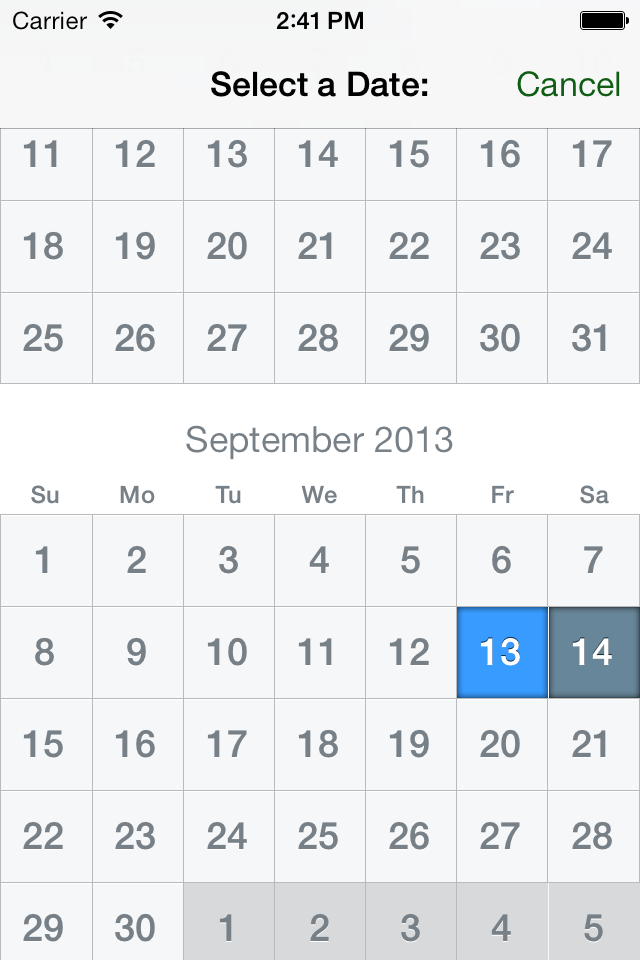 Carrier 2:41 PM
Select a Date: Cancel
11 12 13 14 15 16 17
18 19 20 21 22 23 24
25 26 27 28 29 30 31
September 2013
Su Mo Tu We Th Fr Sa
1 2 3 4 5 6 7
8 9 10 11 12 13 14
15 16 17 18 19 20 21
22 23 24 25 26 27 28
29 30 1 2 3 4 5